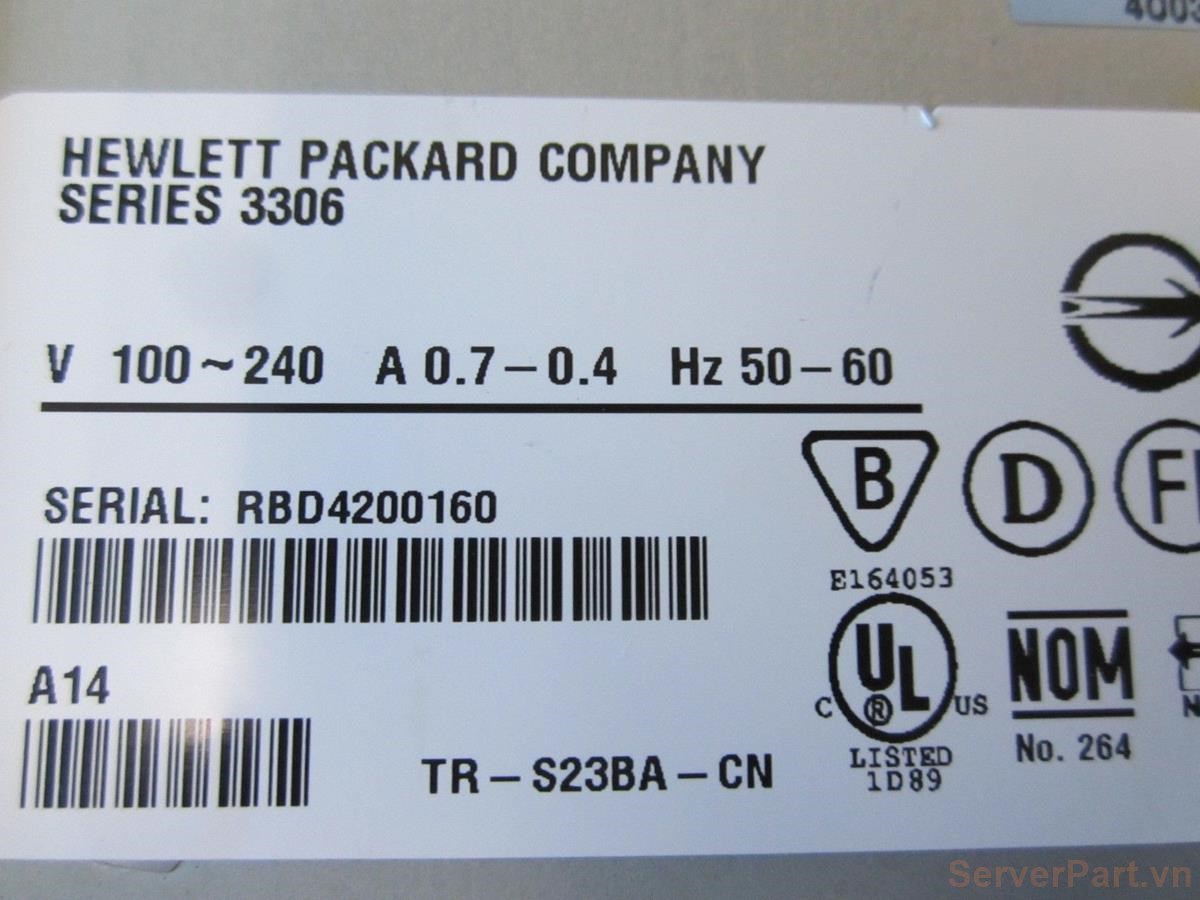 HEWLETT PACKARD COMPANY
SERIES 3306
V 100~240 A 0.7–0.4 Hz 50–60
SERIAL: RBD4200160
A14
TR–S23BA–CN
B
D
FI
E164053
UL
®
C US
LISTED
1D89
NOM
No. 264
N
ServerPart.vn